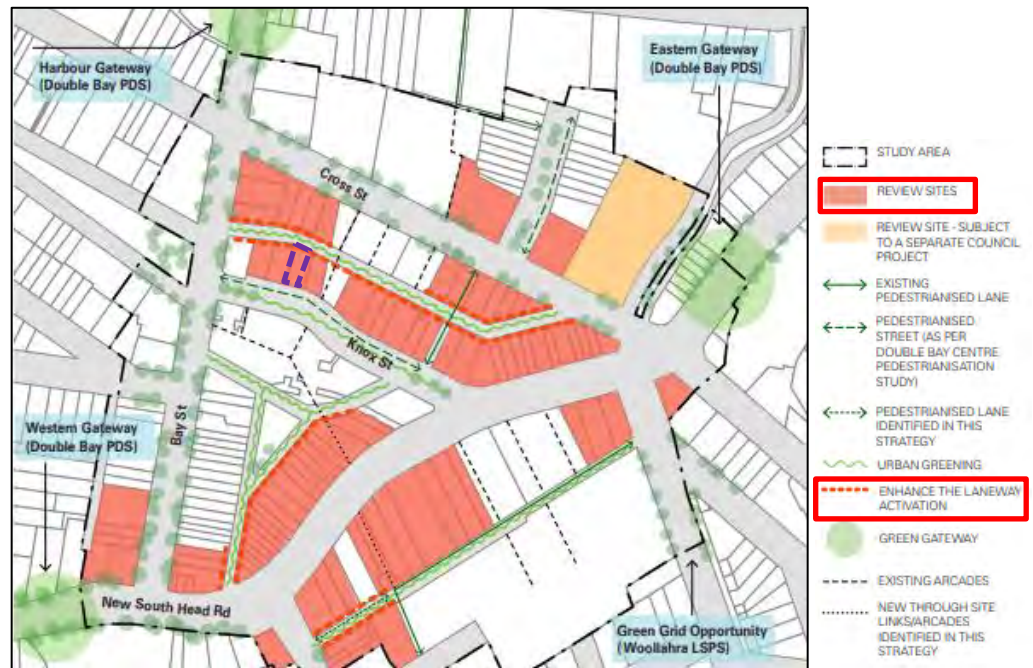 Harbour Gateway
(Double Bay PDS)
Eastern Gateway
(Double Bay PDS)
Cross St
Knox St
Bay St
Western Gateway
(Double Bay PDS)
New South Head Rd
Green Grid Opportunity
(Woollahra LSPS)
STUDY AREA
REVIEW SITES
REVIEW SITE - SUBJECT
TO A SEPARATE COUNCIL
PROJECT
EXISTING
PEDESTRIANISED LANE
PEDESTRIANISED
STREET (AS PER
DOUBLE BAY CENTRE
PEDESTRIANISATION
STUDY)
PEDESTRIANISED LANE
IDENTIFIED IN THIS
STRATEGY
URBAN GREENING
ENHANCE THE LANEWAY
ACTIVATION
GREEN GATEWAY
EXISTING ARCADES
NEW THROUGH SITE
LINKS/ARCADES
IDENTIFIED IN THIS
STRATEGY